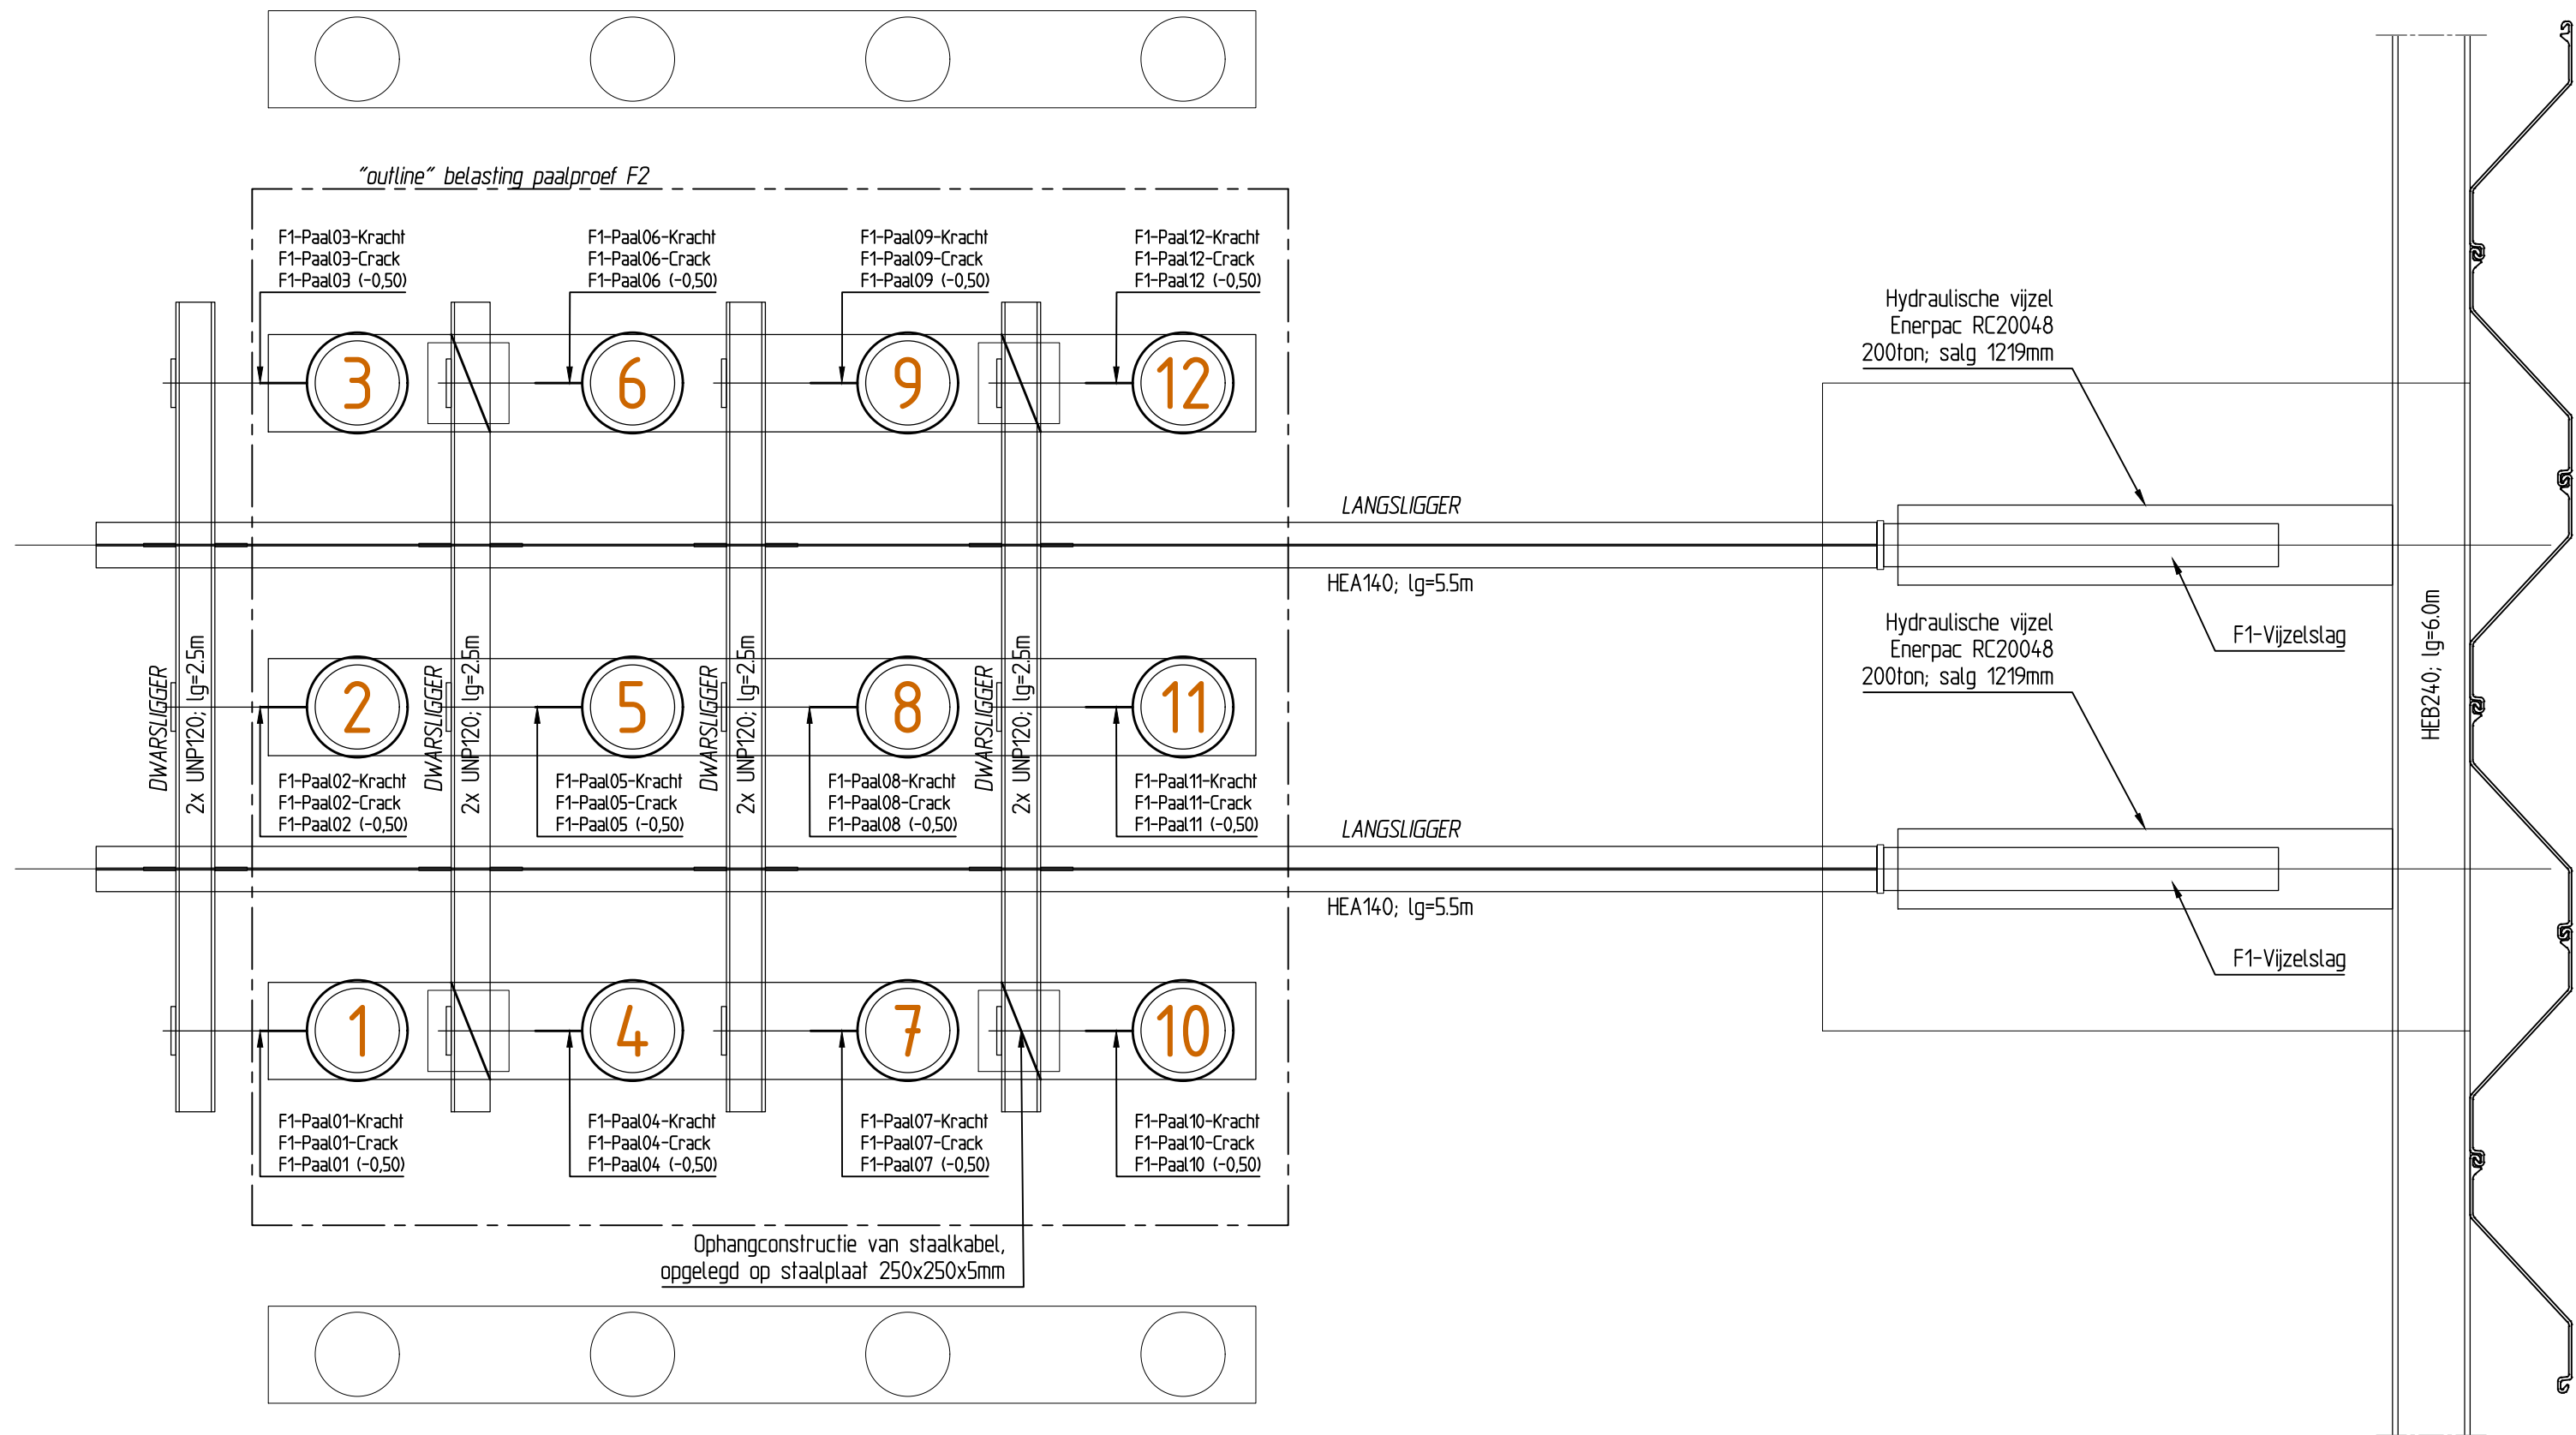 "outline" belasting paalproef F2
F1-Paal03-Kracht
F1-Paal03-Crack
F1-Paal03 (-0,50)
F1-Paal06-Kracht
F1-Paal06-Crack
F1-Paal06 (-0,50)
F1-Paal09-Kracht
F1-Paal09-Crack
F1-Paal09 (-0,50)
F1-Paal12-Kracht
F1-Paal12-Crack
F1-Paal12 (-0,50)
Hydraulische vijzel
Enerpac RC20048
200ton; salg 1219mm
3
6
9
12
LANGSLIGGER
HEA140; lg=5.5m
Hydraulische vijzel
Enerpac RC20048
200ton; salg 1219mm
F1-Vijzelslag
HEB240; lg=6.0m
DWARSLIGGER
2x UNP120; lg=2.5m
DWARSLIGGER
2x UNP120; lg=2.5m
DWARSLIGGER
2x UNP120; lg=2.5m
DWARSLIGGER
2x UNP120; lg=2.5m
2
5
8
11
F1-Paal02-Kracht
F1-Paal02-Crack
F1-Paal02 (-0,50)
F1-Paal05-Kracht
F1-Paal05-Crack
F1-Paal05 (-0,50)
F1-Paal08-Kracht
F1-Paal08-Crack
F1-Paal08 (-0,50)
F1-Paal11-Kracht
F1-Paal11-Crack
F1-Paal11 (-0,50)
LANGSLIGGER
HEA140; lg=5.5m
F1-Vijzelslag
1
4
7
10
F1-Paal01-Kracht
F1-Paal01-Crack
F1-Paal01 (-0,50)
F1-Paal04-Kracht
F1-Paal04-Crack
F1-Paal04 (-0,50)
F1-Paal07-Kracht
F1-Paal07-Crack
F1-Paal07 (-0,50)
F1-Paal10-Kracht
F1-Paal10-Crack
F1-Paal10 (-0,50)
Ophangconstructie van staalkabel,
opgelegd op staalplaat 250x250x5mm